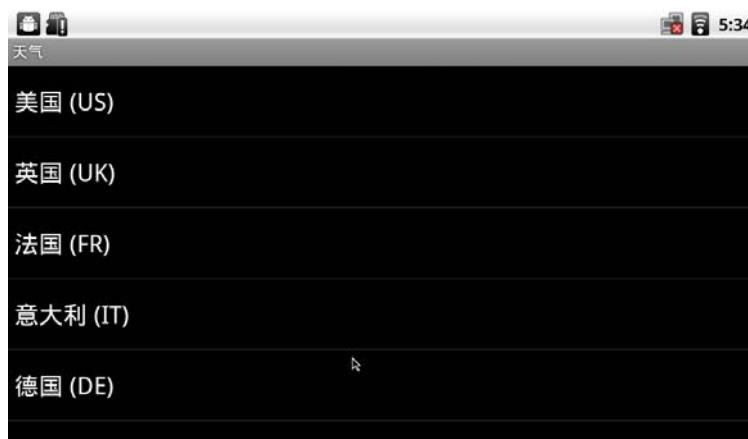 5:34
天气
美国 (US)
英国 (UK)
法国 (FR)
意大利 (IT)
德国 (DE)